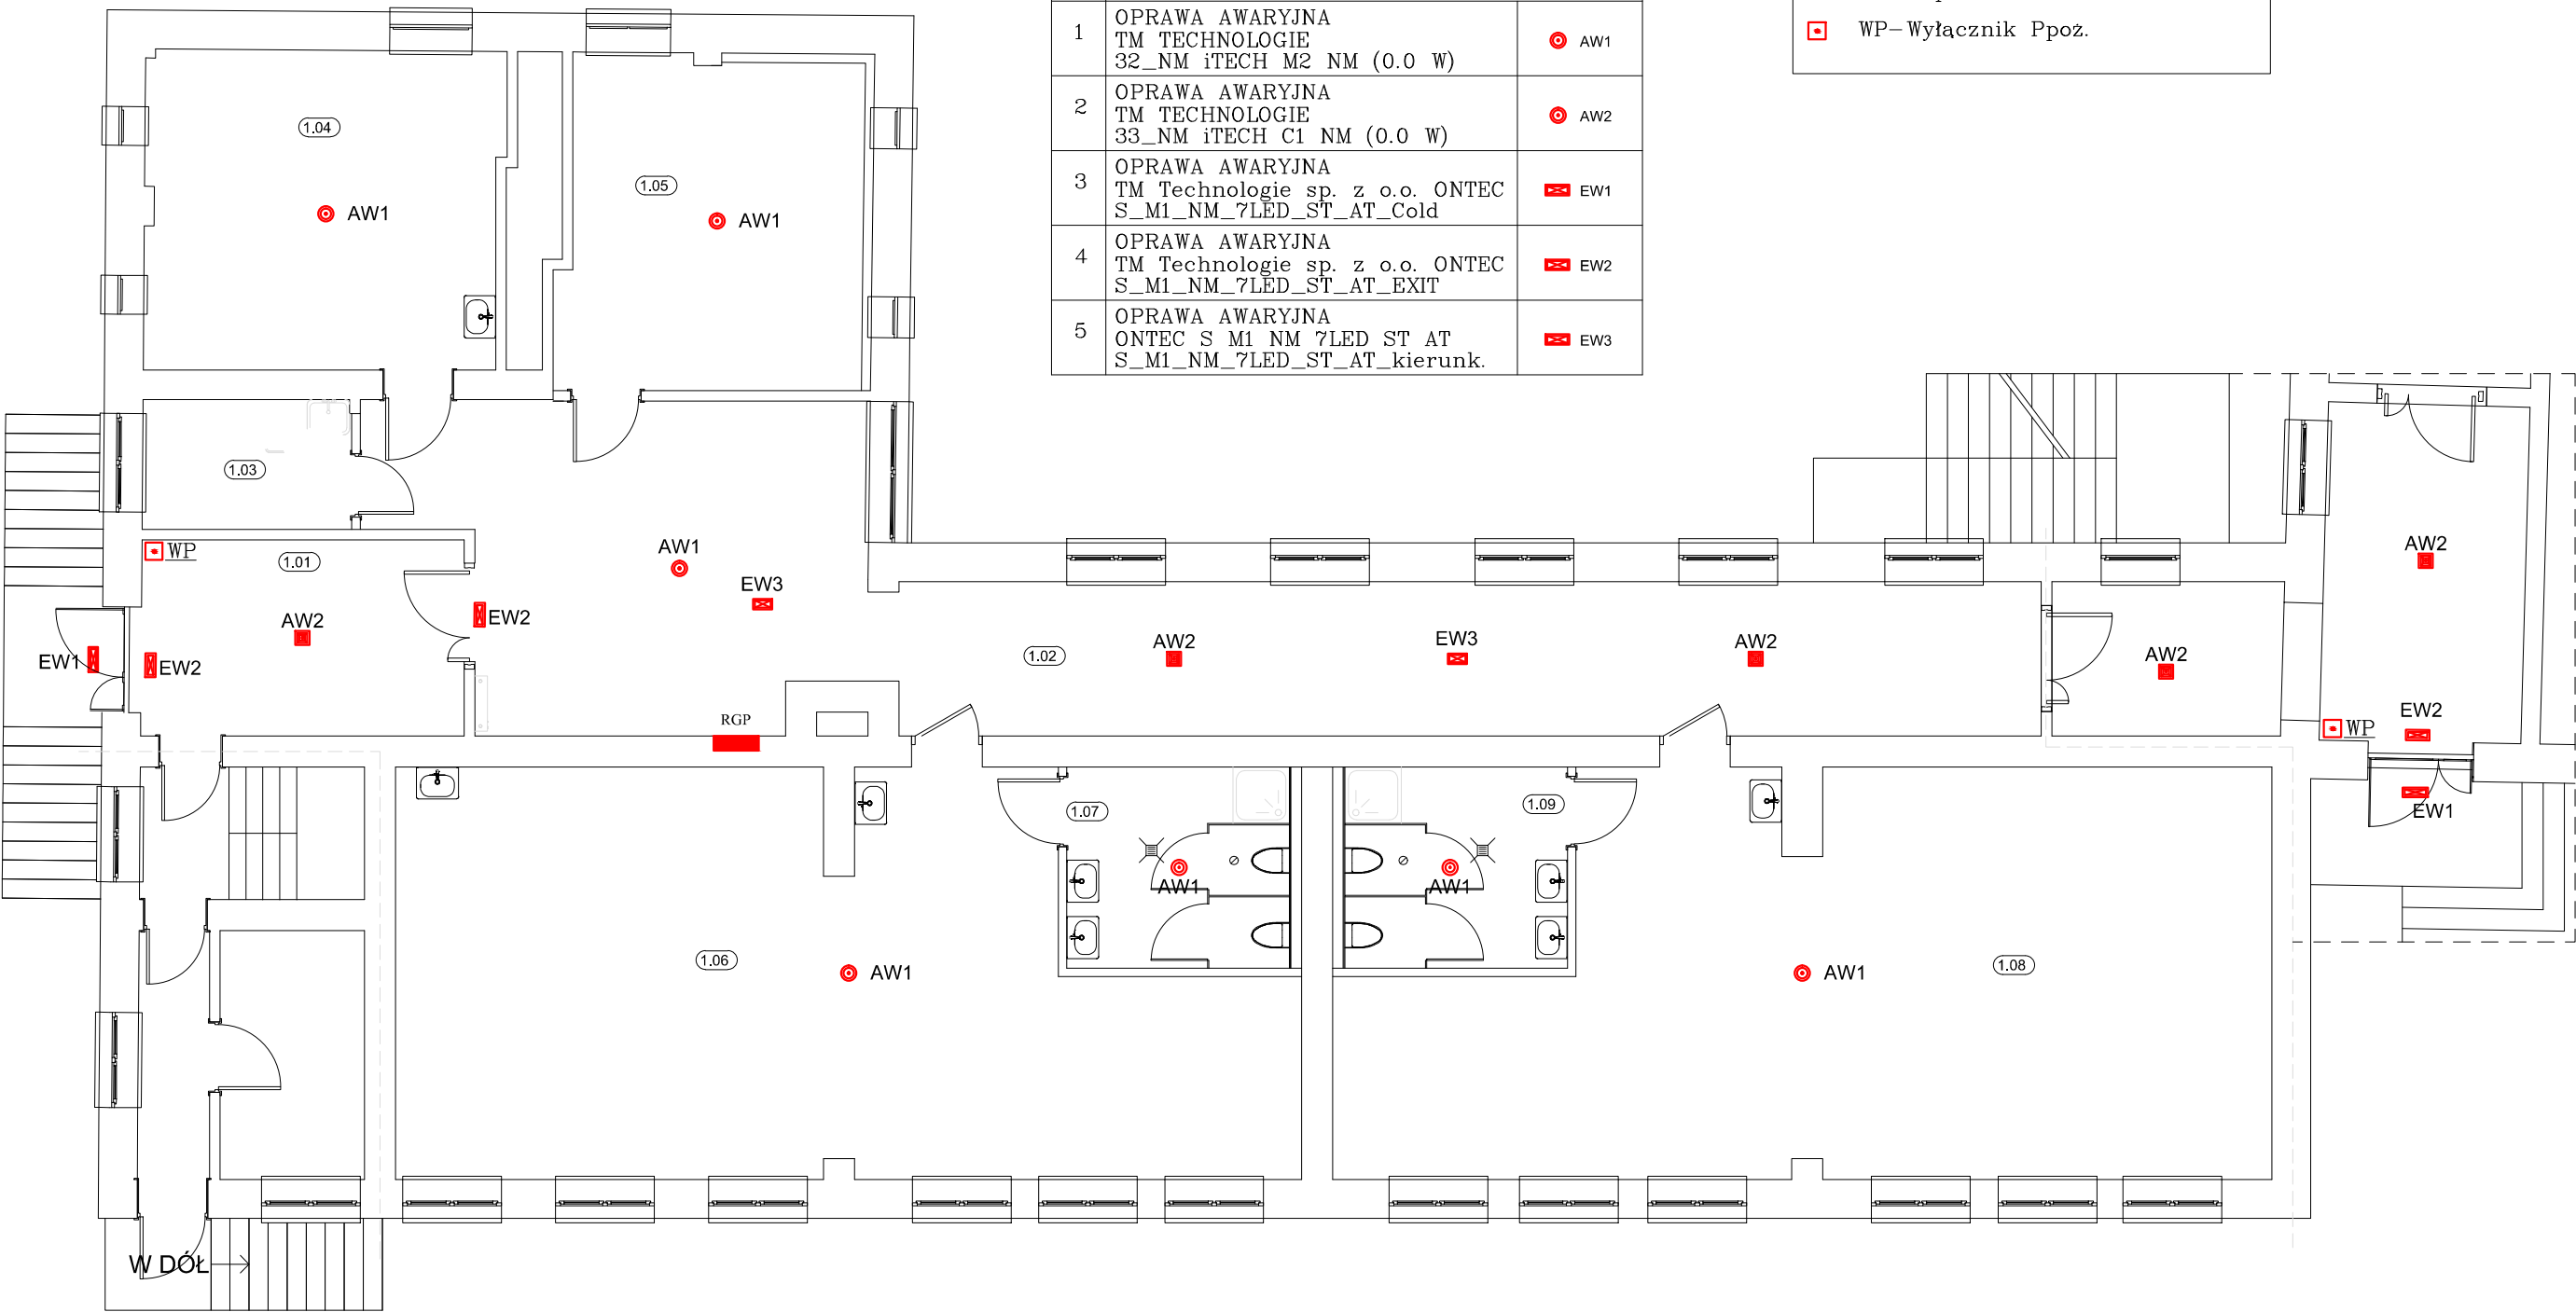 1
OPRAWA AWARYJNA
TM TECHNOLOGIE
32_NM iTECH M2 NM (0.0 W)
AW1
2
OPRAWA AWARYJNA
TM TECHNOLOGIE
33_NM iTECH C1 NM (0.0 W)
AW2
3
OPRAWA AWARYJNA
TM Technologie sp. z o.o. ONTEC
S_M1_NM_7LED_ST_AT_Cold
EW1
4
OPRAWA AWARYJNA
TM Technologie sp. z o.o. ONTEC
S_M1_NM_7LED_ST_AT_EXIT
EW2
5
OPRAWA AWARYJNA
ONTEC S M1 NM 7LED ST AT
S_M1_NM_7LED_ST_AT_kierunk.
EW3
WP-Wyłącznik Ppoż.
1.04
AW1
1.05
AW1
1.03
WP
1.01
AW2
EW1
EW2
EW2
AW1
EW3
1.02
AW2
EW3
AW2
AW2
AW2
WP
EW2
EW1
RGP
1.07
AW1
1.09
AW1
1.06
AW1
AW1
1.08
W DÓŁ